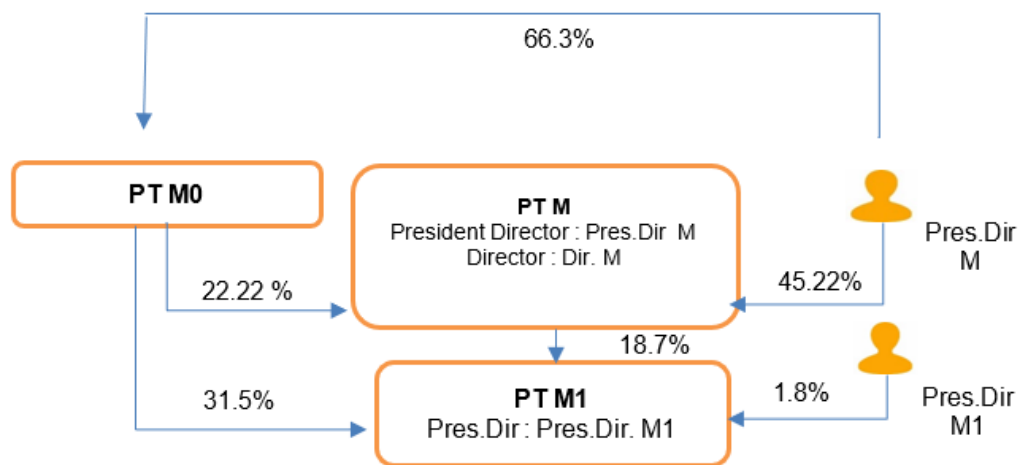 66.3%
PT M0
PT M
President Director : Pres.Dir M
Director : Dir. M
Pres.Dir
M
22.22 %
45.22%
18.7%
31.5%
PT M1
Pres.Dir : Pres.Dir. M1
1.8%
Pres.Dir
M1